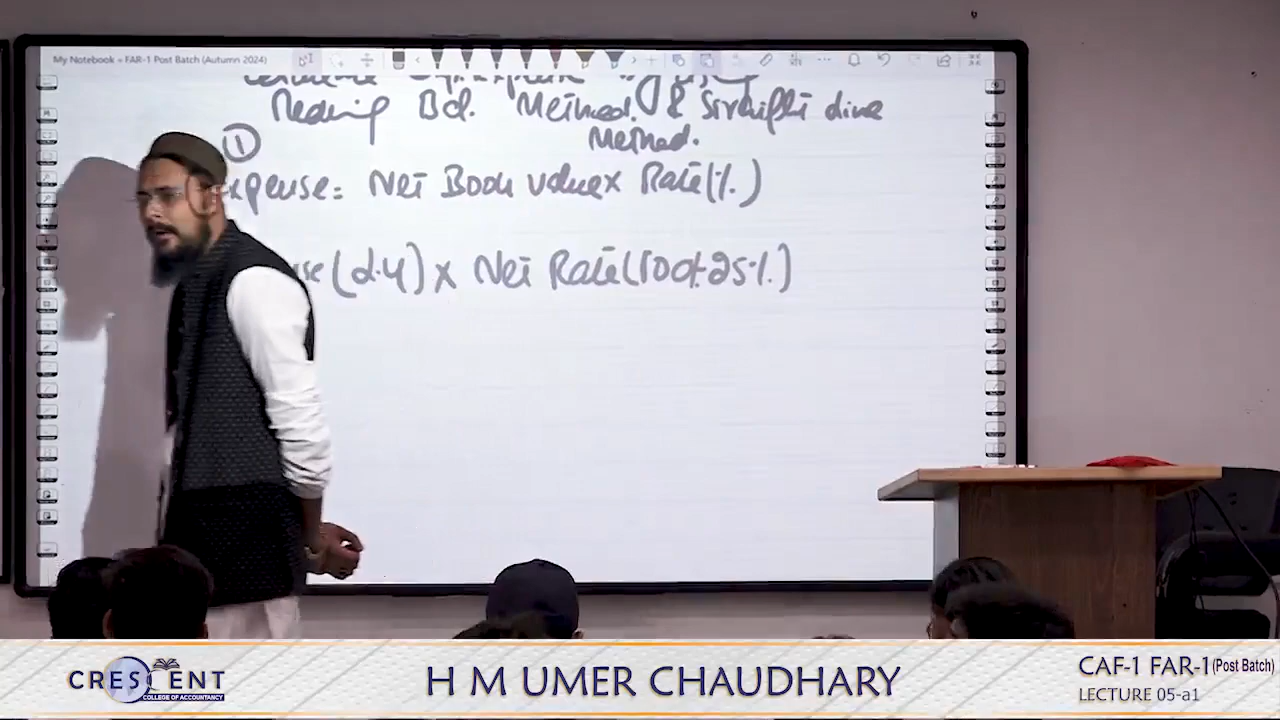 My Notebook ÷ FAR-1 Post Batch (Autumn 2024)
Reducing Bal. Method. & Straight Line
Method.
①
xpense = Net Book value x Rate (%.)
se (d.4) x Net Rate (100%-25%.)
CRESCENT
COLLEGE OF ACCOUNTANCY
H M UMER CHAUDHARY
CAF-1 FAR-1 (Post Batch)
LECTURE 05-a1